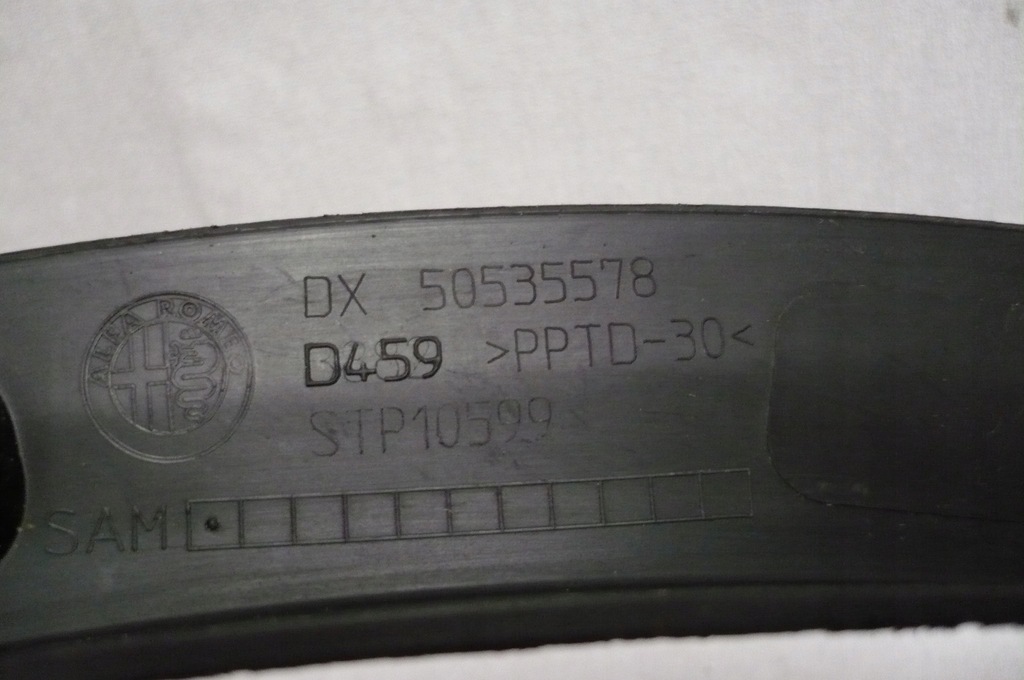 ALFA ROMEO
DX 50535578
D459 >PPTD-30<
STP10599
SAM